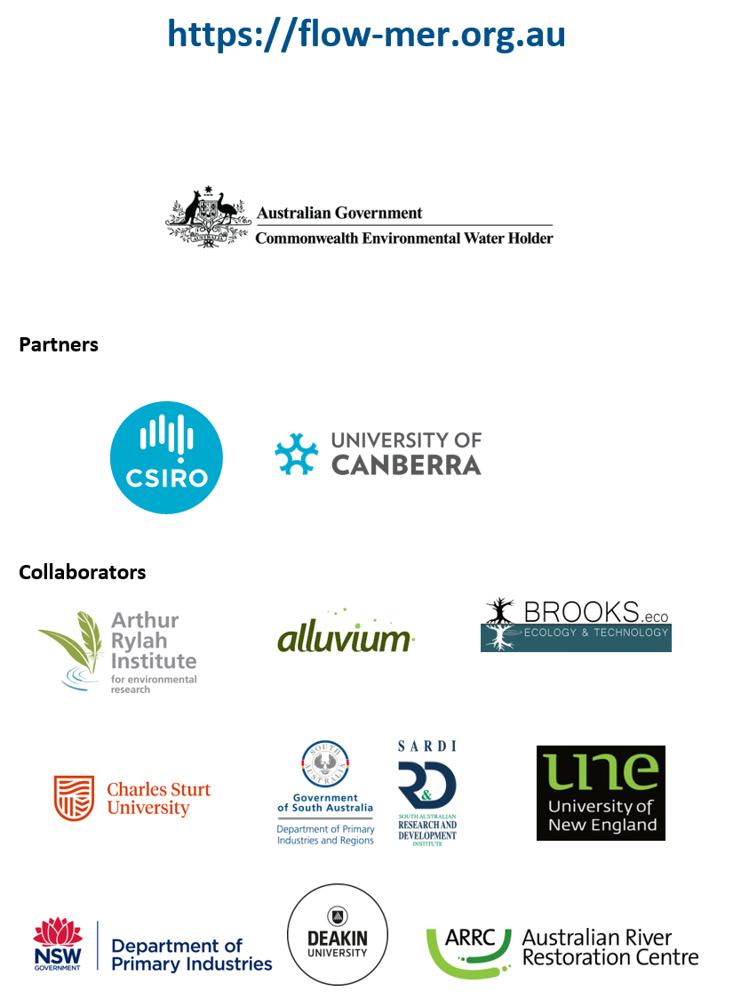 https://flow-mer.org.au
Australian Government
Commonwealth Environmental Water Holder
AUSTRALIA
Partners
CSIRO
UNIVERSITY OF
CANBERRA
Collaborators
Arthur
Rylah
Institute
for environmental
research
alluvium
BROOKS.eco
ECOLOGY & TECHNOLOGY
Charles Sturt
University
SOUTH
AUSTRALIA
Government
of South Australia
Department of Primary
Industries and Regions
SARDI
R&D
SOUTH AUSTRALIAN
RESEARCH AND
DEVELOPMENT
INSTITUTE
une
University of
New England
NSW
GOVERNMENT
Department of
Primary Industries
DEAKIN
UNIVERSITY
ARRC
Australian River
Restoration Centre